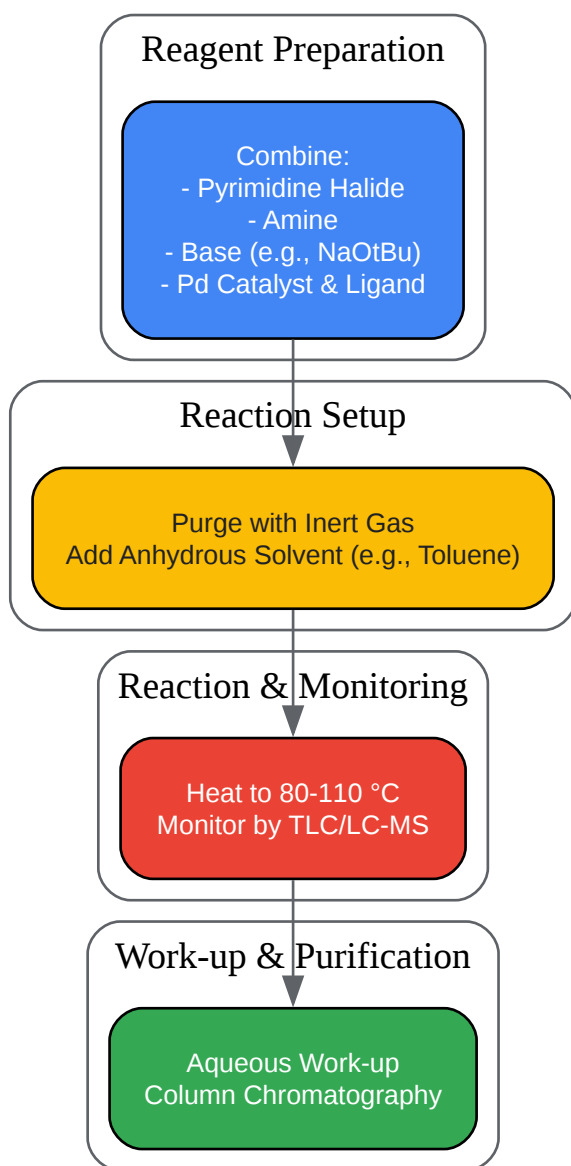 Reagent Preparation
Combine:
- Pyrimidine Halide
- Amine
- Base (e.g., NaOtBu)
- Pd Catalyst & Ligand
Reaction Setup
Purge with Inert Gas
Add Anhydrous Solvent (e.g., Toluene)
Reaction & Monitoring
Heat to 80-110 °C
Monitor by TLC/LC-MS
Work-up & Purification
Aqueous Work-up
Column Chromatography